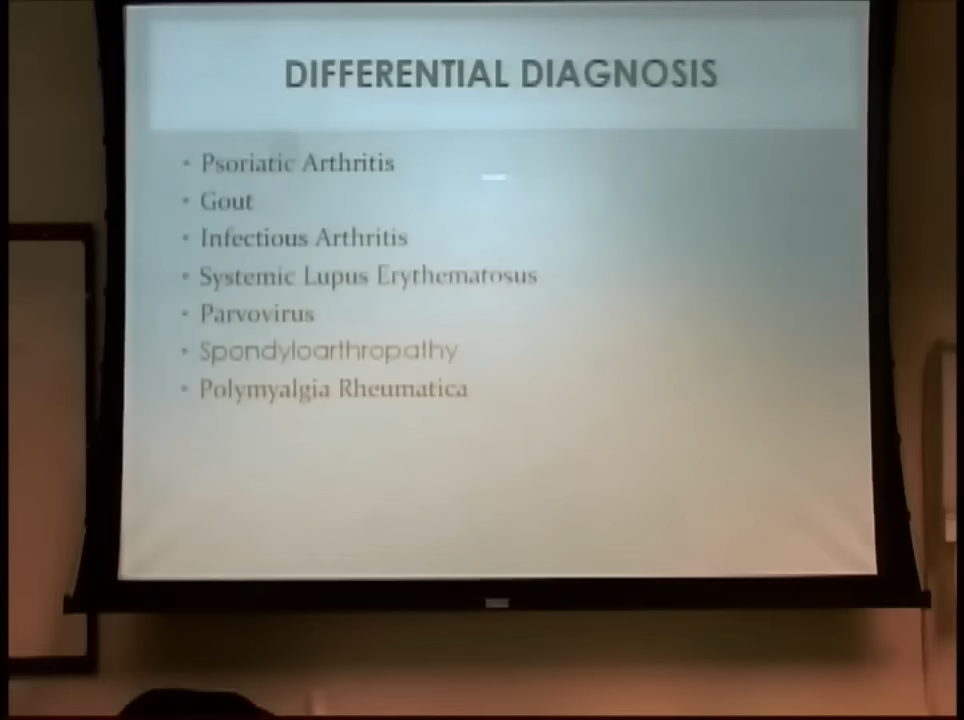 DIFFERENTIAL DIAGNOSIS
• Psoriatic Arthritis
• Gout
• Infectious Arthritis
• Systemic Lupus Erythematosus
• Parvovirus
• Spondyloarthropathy
• Polymyalgia Rheumatica